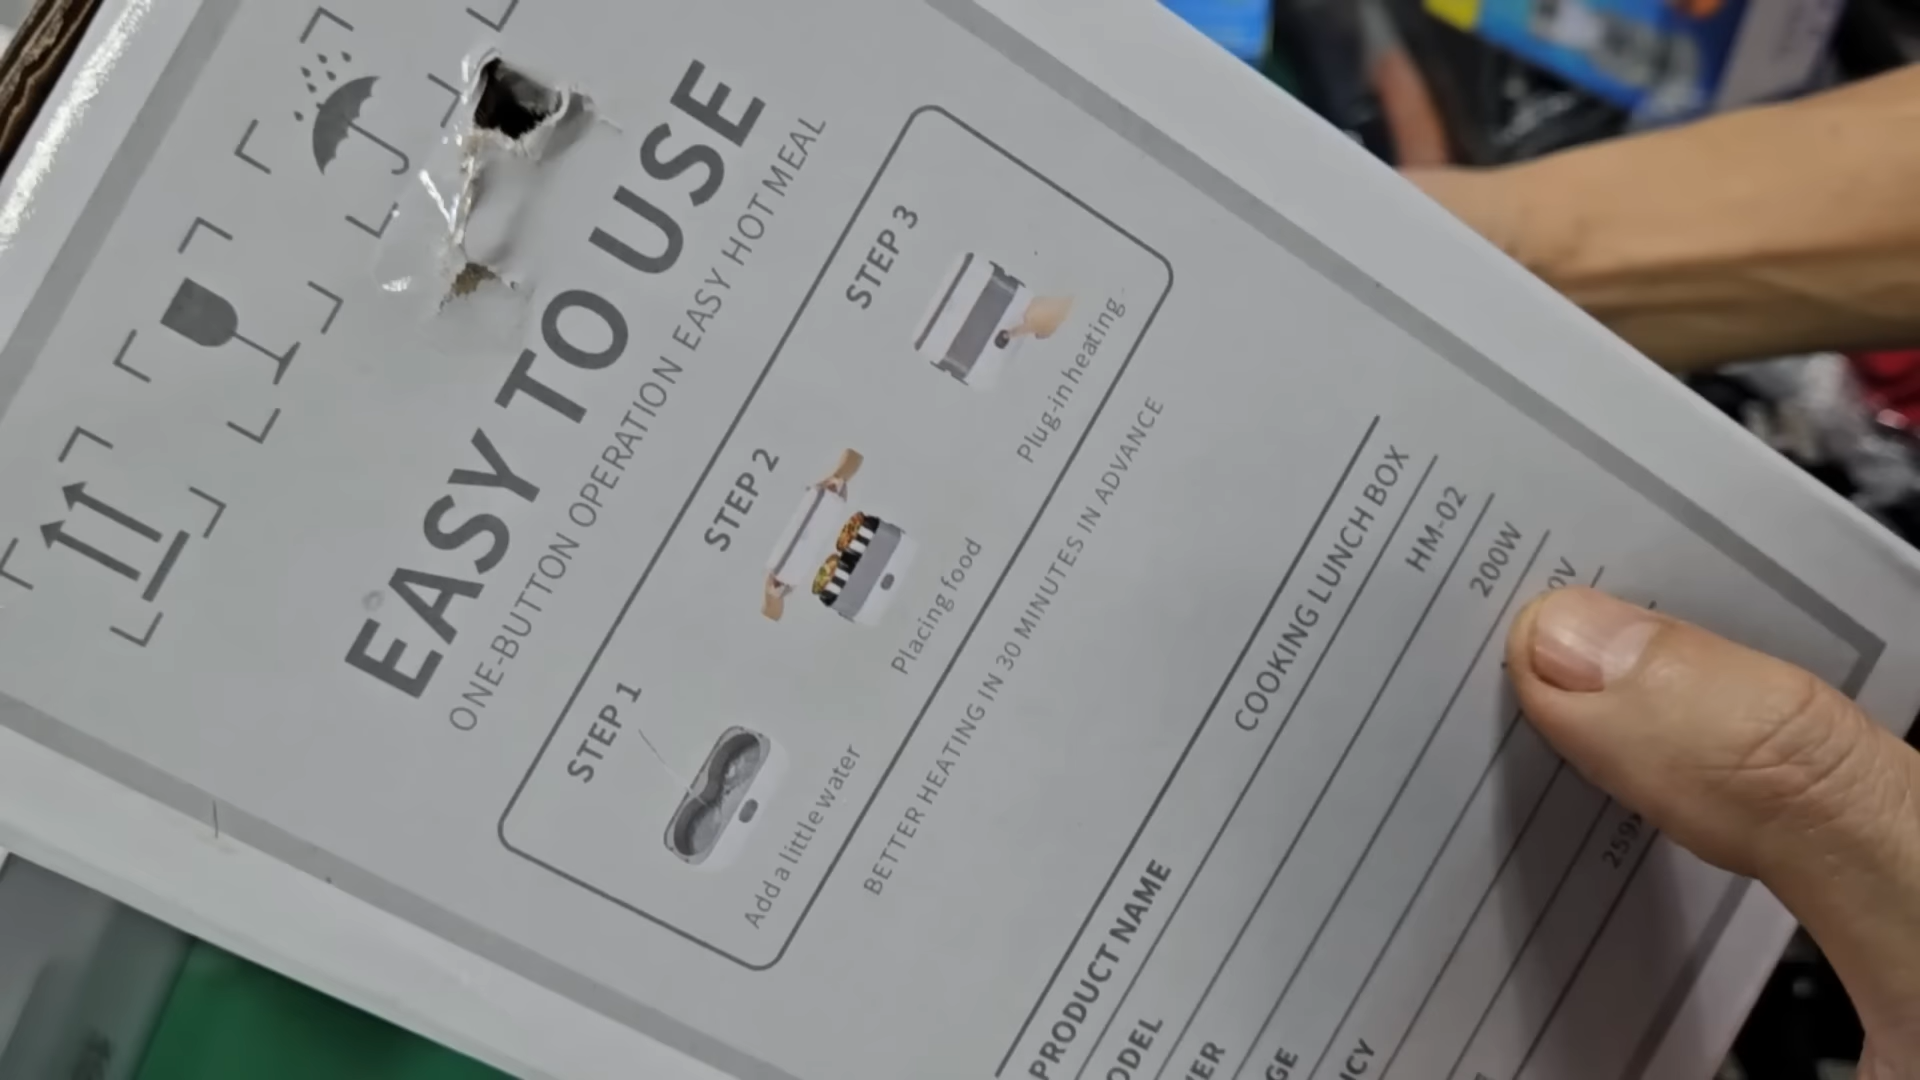 EASY TO USE
ONE-BUTTON OPERATION EASY HOT MEAL
STEP 1
STEP 2
STEP 3
Add a little water
Placing food
Plug-in heating
BETTER HEATING IN 30 MINUTES IN ADVANCE
PRODUCT NAME COOKING LUNCH BOX
HM-02
200W